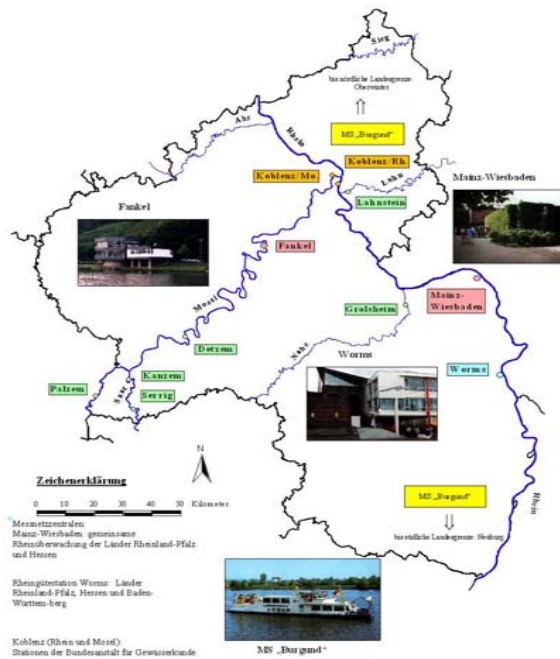 Sieg
bis nördliche Landesgrenze:
Oberwinter
Ahr
Rhein
MS „Burgund"
Koblenz/Rh.
Koblenz/Mo.
Lahn
Mainz-Wiesbaden
Lahnstein
Fankel
Fankel
Mosel
Grolsheim
Mainz-
Wiesbaden
Detzem
Nahe
Worms
Worms
Palzem
Kanzem
Saar
Serrig
N
Zeichenerklärung
0 10 20 30 40 50
Kilometer
MS „Burgund"
Rhein
bis südliche Landesgrenze: Neuburg
Messnetzzentralen:
Mainz-Wiesbaden: gemeinsame
Rheinüberwachung der Länder Rheinland-Pfalz
und Hessen
Rheingütestation Worms: Länder
Rheinland-Pfalz, Hessen und Baden-
Württem-berg
Koblenz (Rhein und Mosel):
Stationen der Bundesanstalt für Gewässerkunde
MS „Burgund"